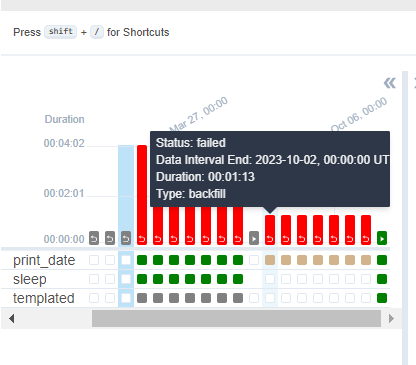 Press shift + / for Shortcuts
Mar 27, 00:00
Oct 06, 00:00
Duration
00:04:02
00:02:01
00:00:00
Status: failed
Data Interval End: 2023-10-02, 00:00:00 UT
Duration: 00:01:13
Type: backfill
print_date
sleep
templated